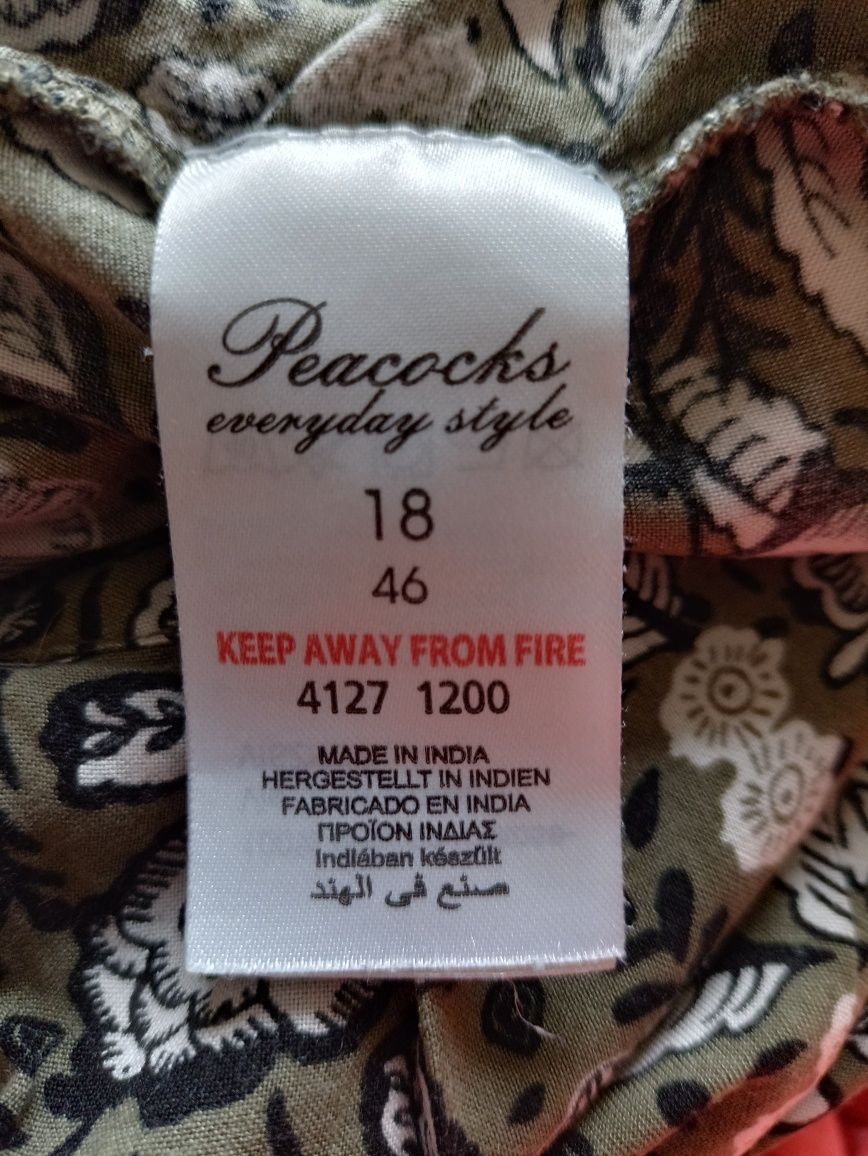 Peacocks
everyday style
18
46
KEEP AWAY FROM FIRE
4127 1200
MADE IN INDIA
HERGESTELLT IN INDIEN
FABRICADO EN INDIA
ΠΡΟΪΟΝ ΙΝΔΙΑΣ
Indiában készült
صنع في الهند